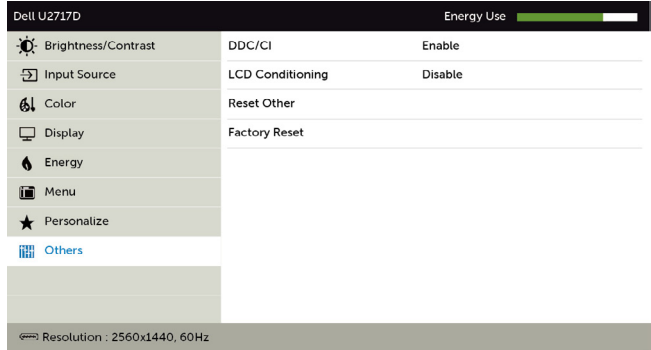 Dell U2717D Energy Use
Brightness/Contrast DDC/CI Enable
Input Source LCD Conditioning Disable
Color Reset Other
Display Factory Reset
Energy
Menu
Personalize
Others
Resolution : 2560x1440, 60Hz